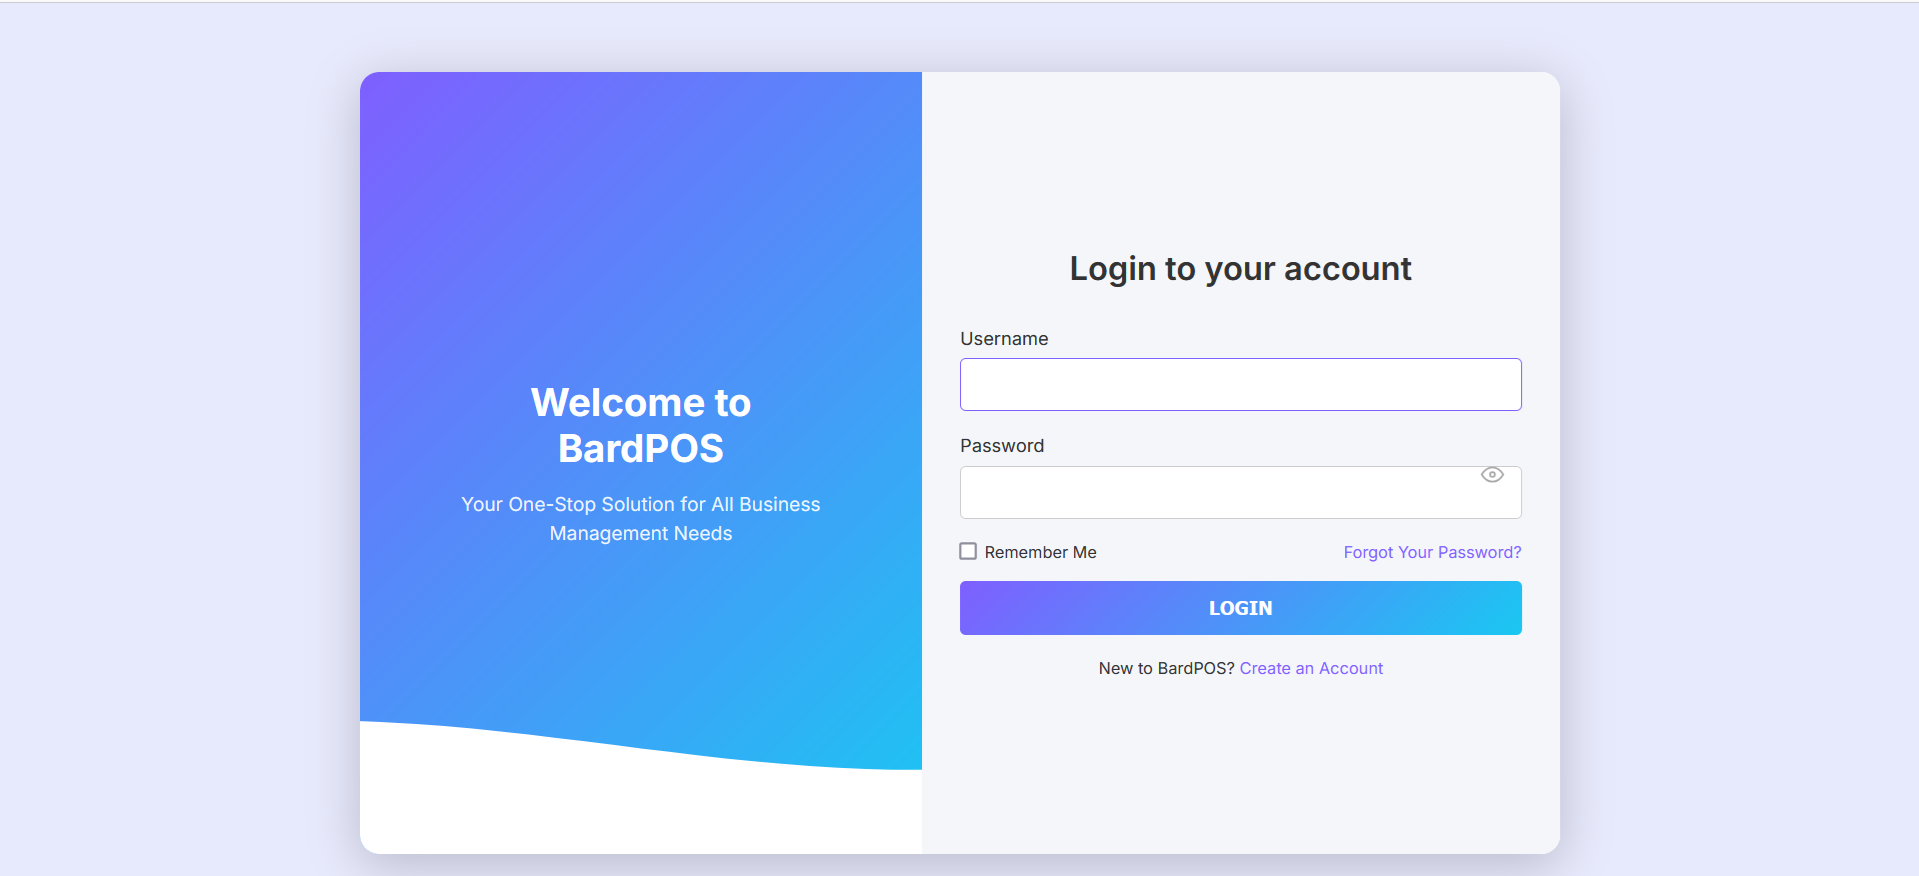 Welcome to
BardPOS
Your One-Stop Solution for All Business
Management Needs
Login to your account
Username
Password
Remember Me
Forgot Your Password?
LOGIN
New to BardPOS? Create an Account